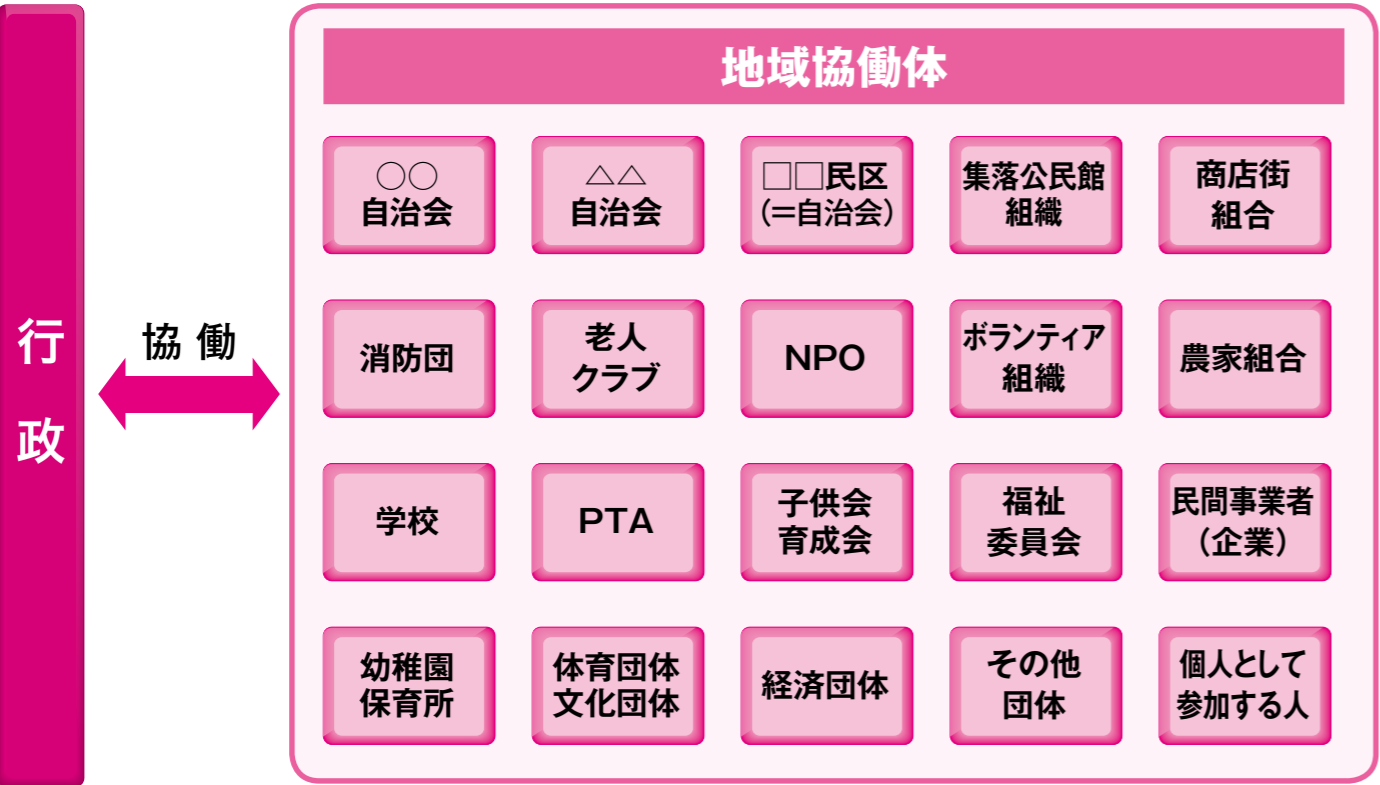 行政
協働
地域協働体
○○
自治会
△△
自治会
□□民区
(＝自治会)
集落公民館
組織
商店街
組合
消防団
老人
クラブ
NPO
ボランティア
組織
農家組合
学校
PTA
子供会
育成会
福祉
委員会
民間事業者
(企業)
幼稚園
保育所
体育団体
文化団体
経済団体
その他
団体
個人として
参加する人